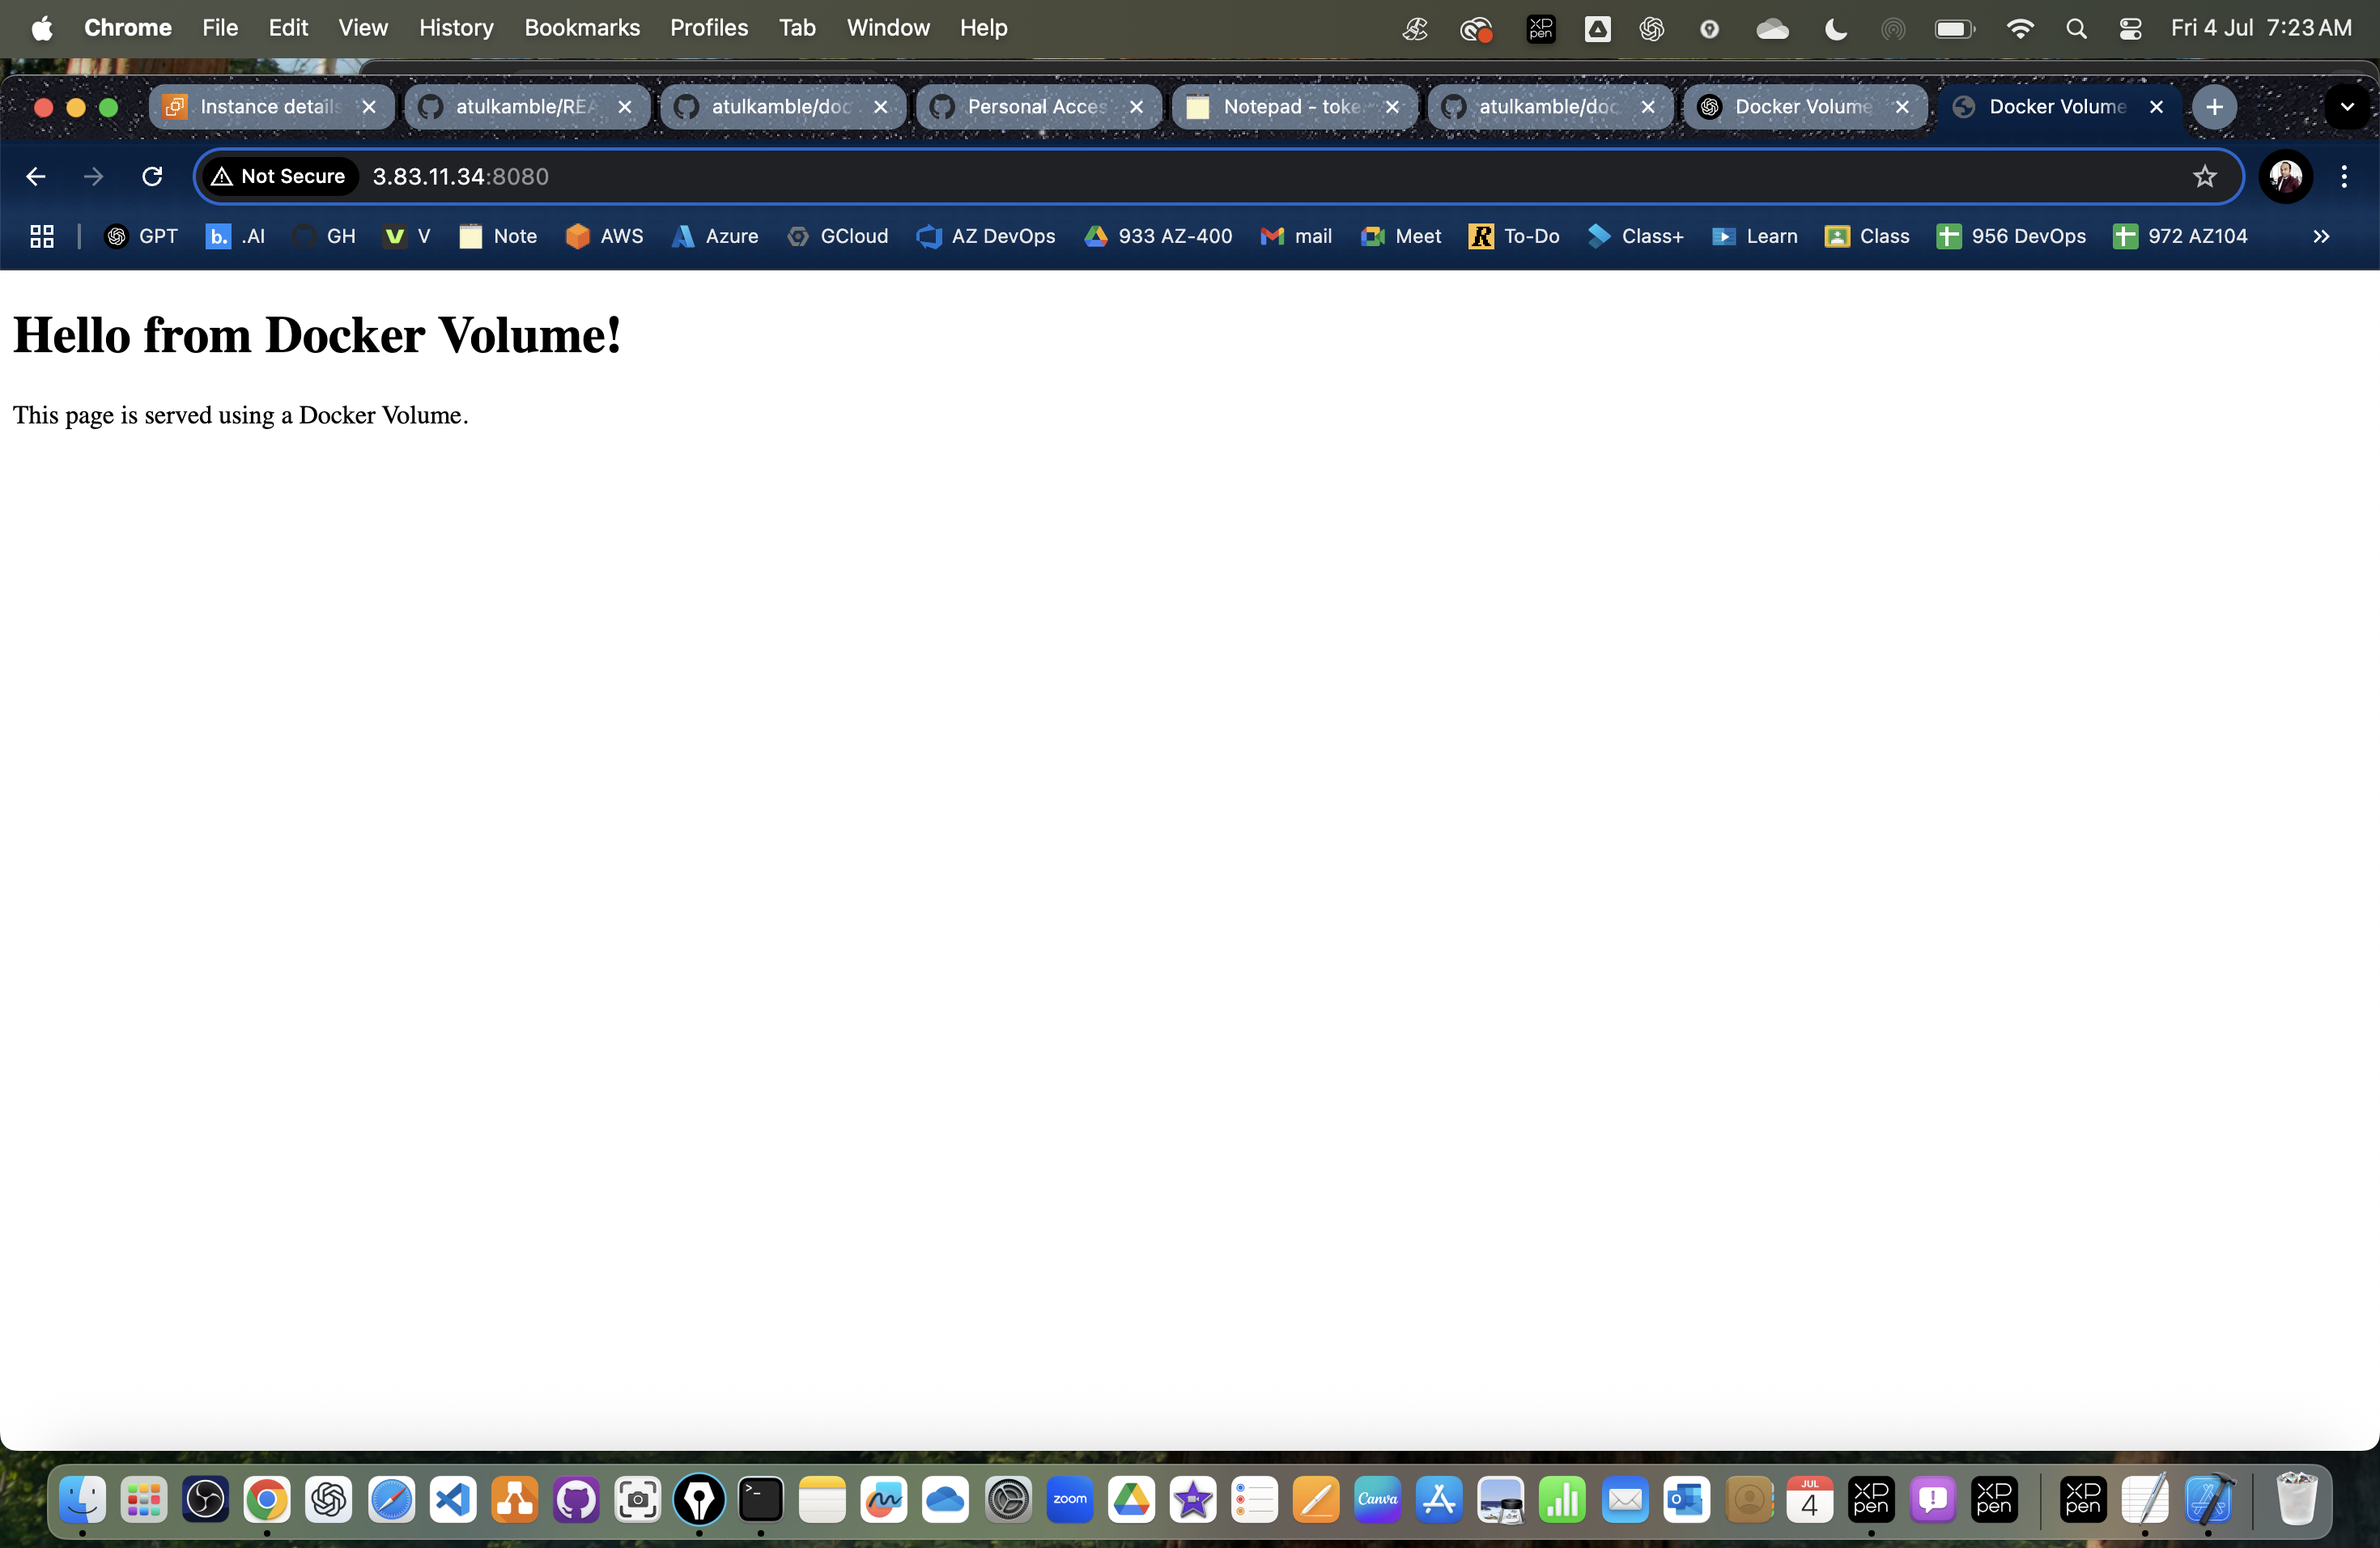 Chrome File Edit View History Bookmarks Profiles Tab Window Help XP pen Fri 4 Jul 7:23 AM
Instance details atulkamble/REA atulkamble/doc Personal Acces Notepad - toke atulkamble/doc Docker Volume Docker Volume
Not Secure 3.83.11.34:8080
GPT b. .AI GH V V Note AWS Azure GCloud AZ DevOps 933 AZ-400 mail Meet R To-Do Class+ Learn Class 956 DevOps 972 AZ104
Hello from Docker Volume!
This page is served using a Docker Volume.
>_ zoom Canva JUL 4 XP pen XP pen XP pen